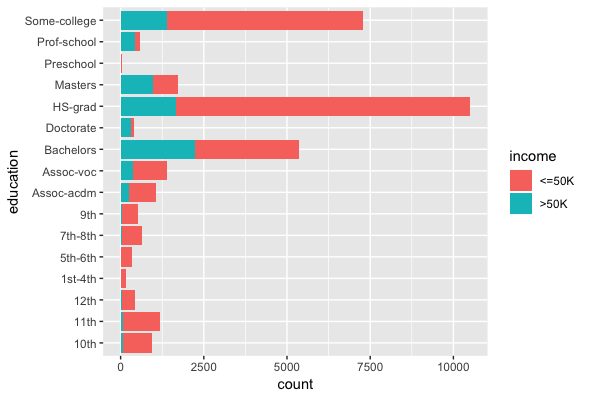 Some-college
Prof-school
Preschool
Masters
HS-grad
Doctorate
Bachelors
Assoc-voc
Assoc-acdm
9th
7th-8th
5th-6th
1st-4th
12th
11th
10th
education
0 2500 5000 7500 10000
count
income
<=50K
>50K